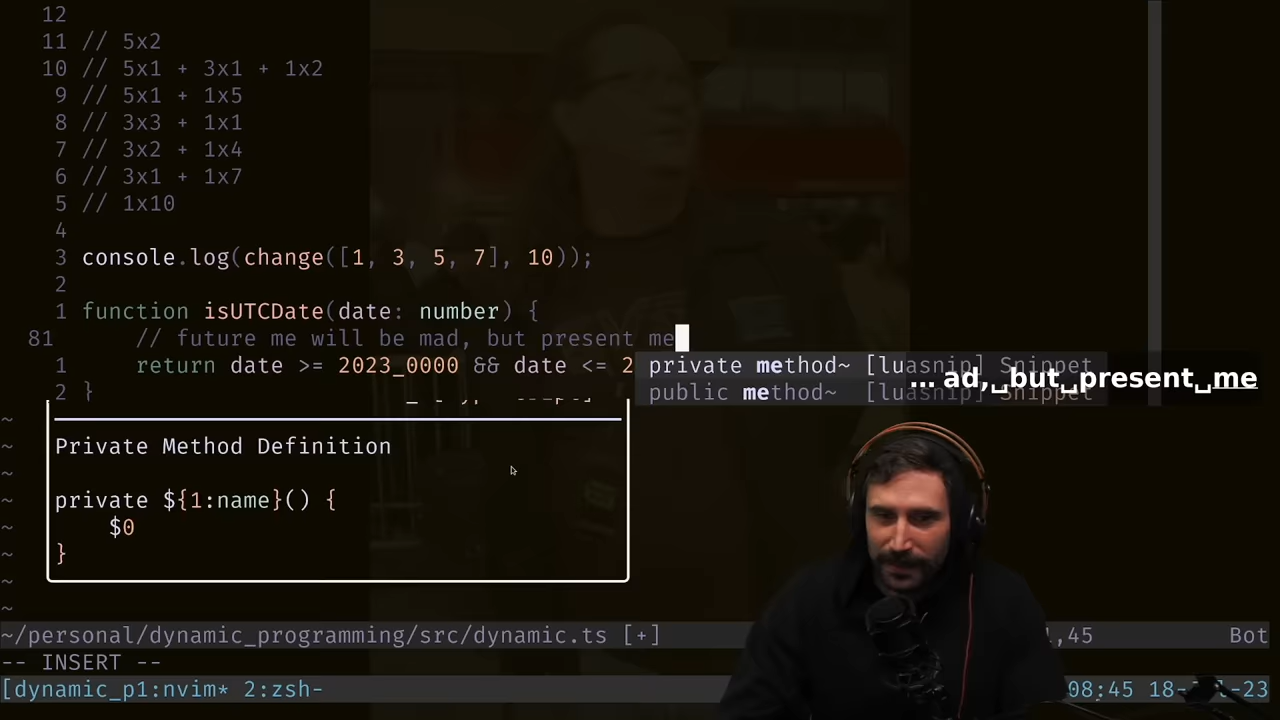 12
11 // 5x2
10 // 5x1 + 3x1 + 1x2
9 // 5x1 + 1x5
8 // 3x3 + 1x1
7 // 3x2 + 1x4
6 // 3x1 + 1x7
5 // 1x10
4
3 console.log(change([1, 3, 5, 7], 10));
2
1 function isUTCDate(date: number) {
81 // future me will be mad, but present me
1 return date >= 2023_0000 && date <= 2
private method~ [luasnip] Snippet
2 }
public method~ [luasnip] Snippet
… ad,␣but␣present␣me
~
~ Private Method Definition
~
~ private ${1:name}() {
~ $0
~ }
~
~
~/personal/dynamic_programming/src/dynamic.ts [+] ,45 Bot
-- INSERT --
[dynamic_p1:nvim* 2:zsh- 08:45 18-